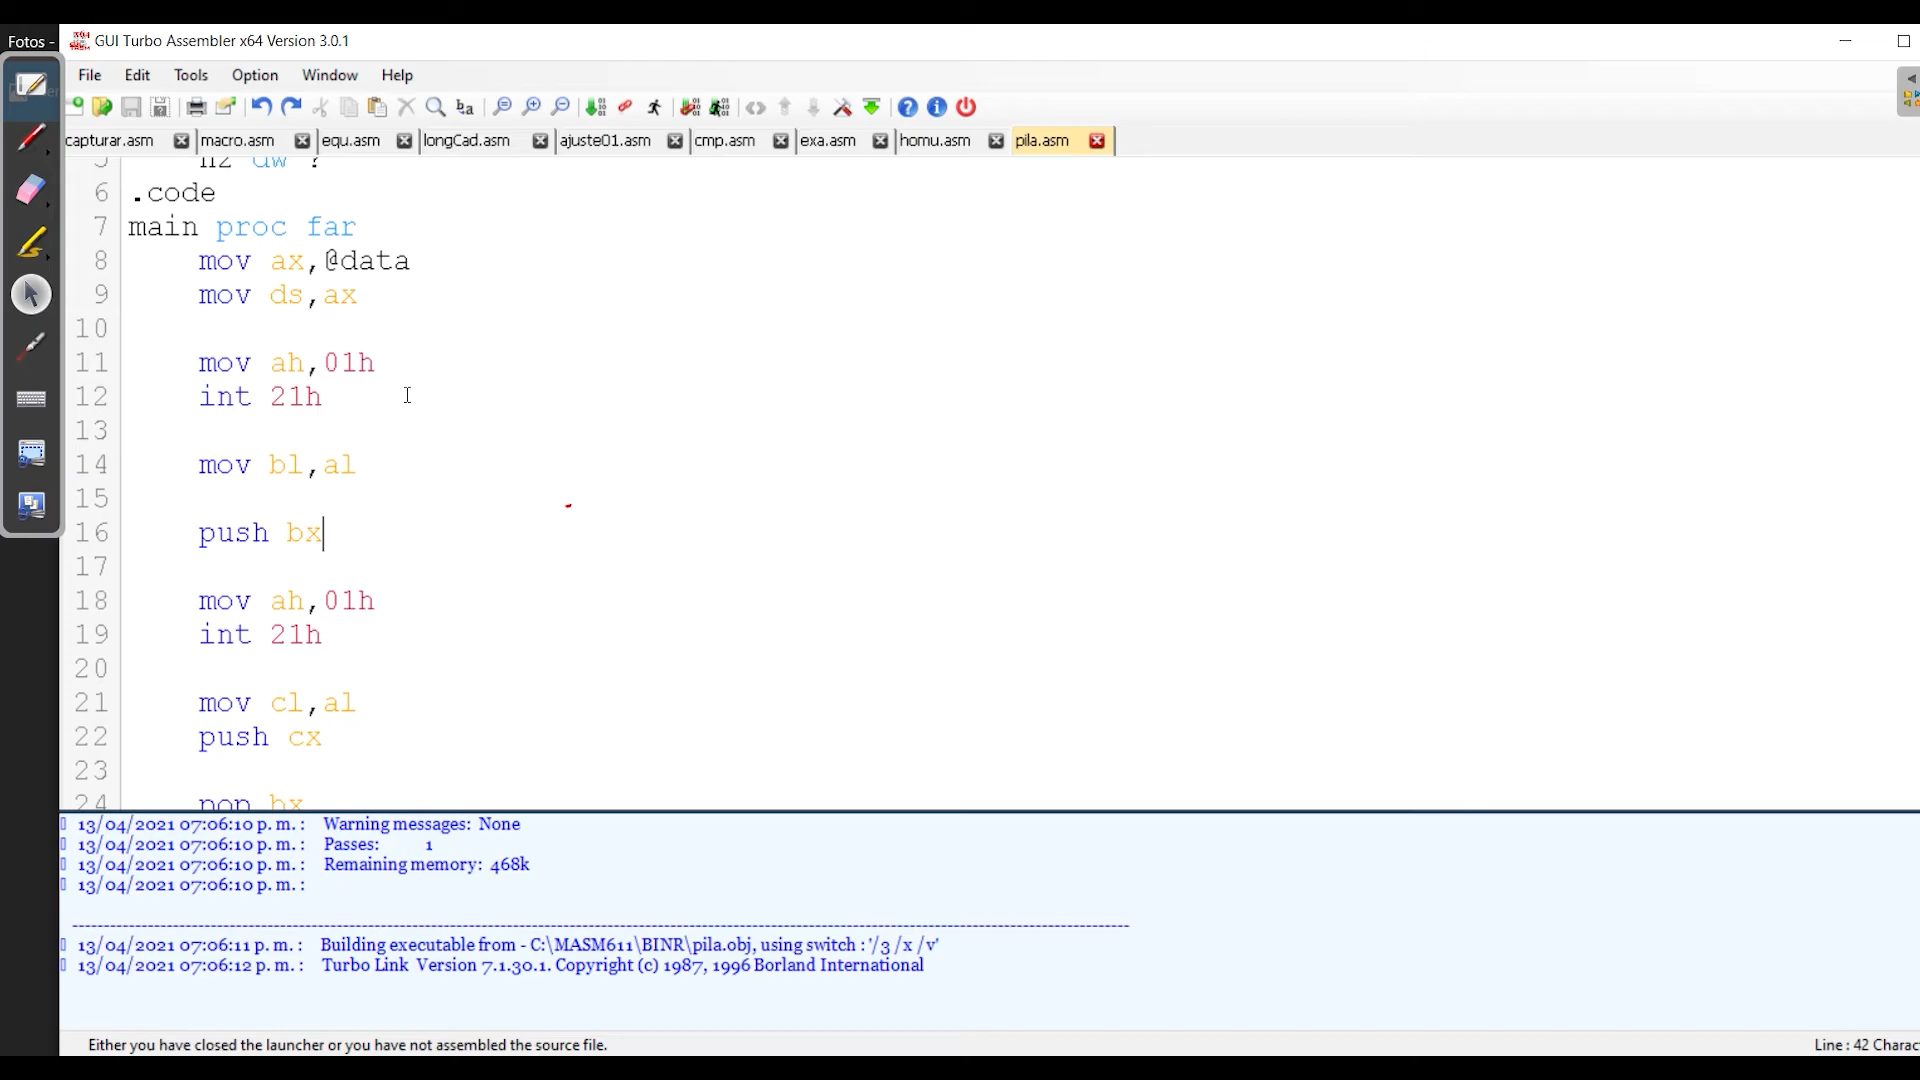 Fotos -
GUI Turbo Assembler x64 Version 3.0.1
File Edit Tools Option Window Help
capturar.asm macro.asm equ.asm longCad.asm ajuste01.asm cmp.asm exa.asm homu.asm pila.asm
5 n2 dw ?
6 .code
7 main proc far
8 mov ax,@data
9 mov ds,ax
10
11 mov ah,01h
12 int 21h
13
14 mov bl,al
15
16 push bx
17
18 mov ah,01h
19 int 21h
20
21 mov cl,al
22 push cx
23
24 pop bx
13/04/2021 07:06:10 p. m. : Warning messages: None
13/04/2021 07:06:10 p. m. : Passes: 1
13/04/2021 07:06:10 p. m. : Remaining memory: 468k
13/04/2021 07:06:10 p. m. :
13/04/2021 07:06:11 p. m. : Building executable from - C:\MASM611\BINR\pila.obj, using switch : '/3 /x /v'
13/04/2021 07:06:12 p. m. : Turbo Link Version 7.1.30.1. Copyright (c) 1987, 1996 Borland International
Either you have closed the launcher or you have not assembled the source file.
Line : 42 Charac